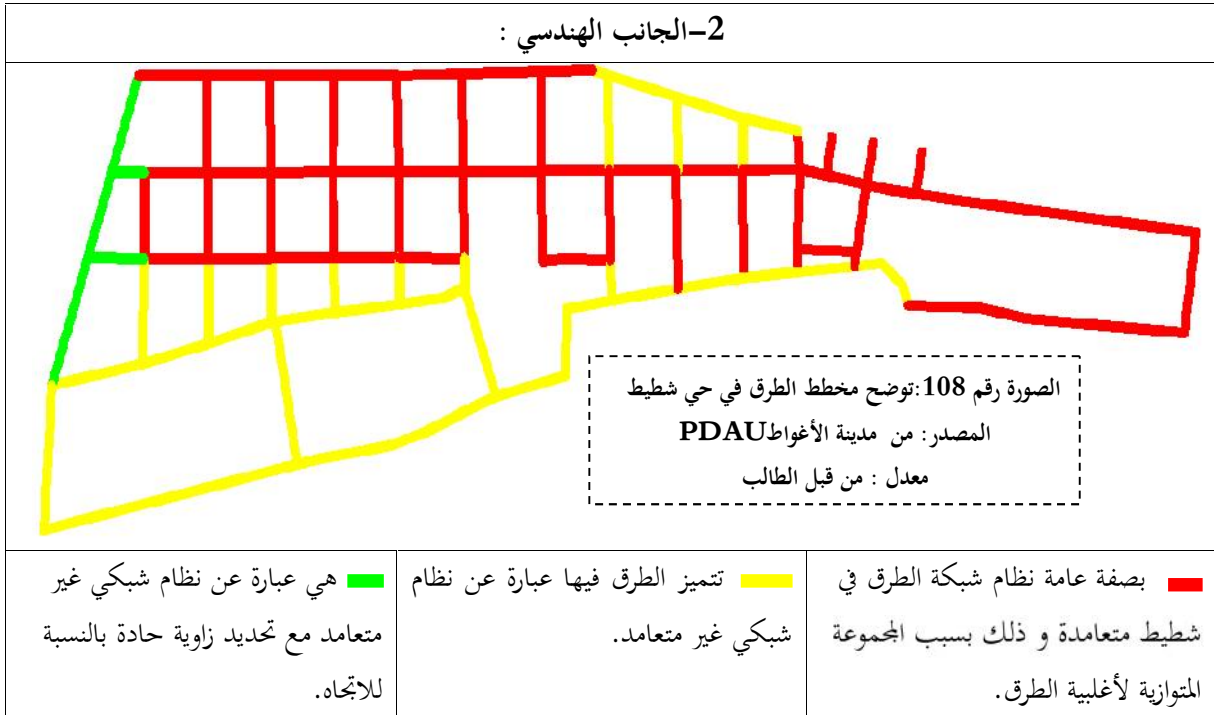 2-الجانب الهندسي :
الصورة رقم 108:توضح مخطط الطرق في حي شطيط
المصدر: من مدينة الأغواطPDAU
معدل : من قبل الطالب
بصفة عامة نظام شبكة الطرق في
شطيط متعامدة و ذلك بسبب المجموعة
المتوازية لأغلبية الطرق.
تتميز الطرق فيها عبارة عن نظام
شبكي غير متعامد.
هي عبارة عن نظام شبكي غير
متعامد مع تحديد زاوية حادة بالنسبة
للاتجاه.